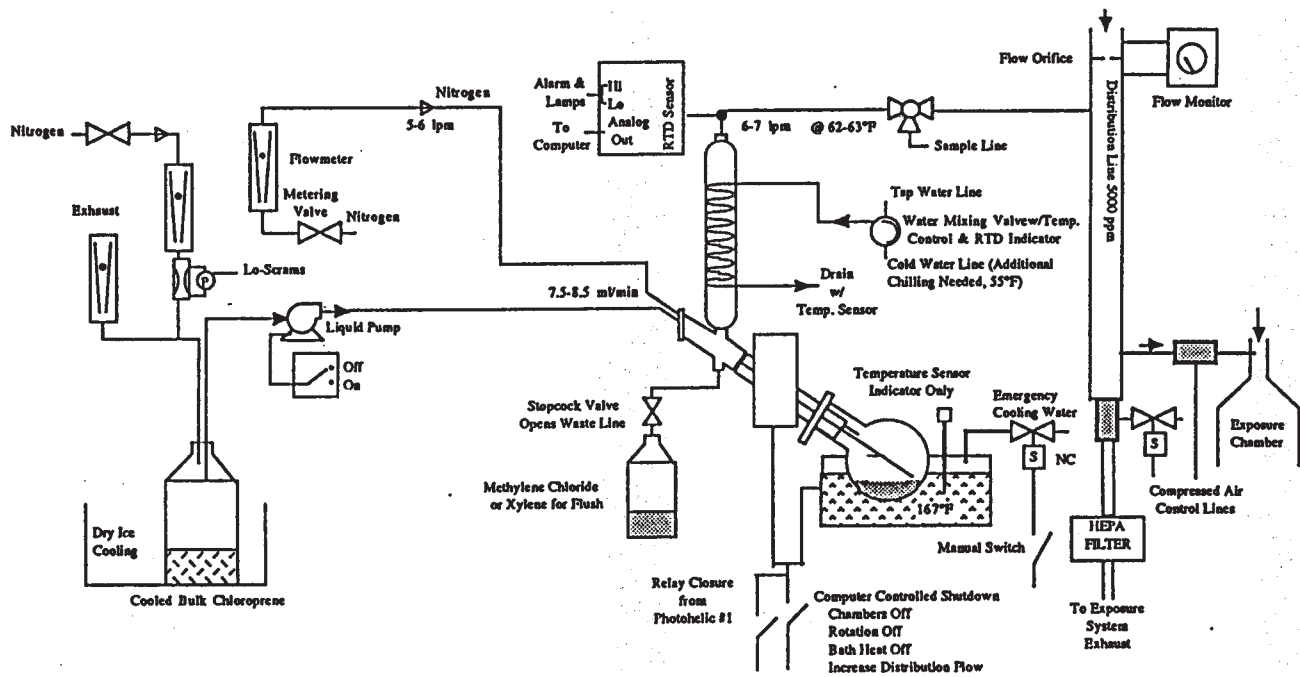 Flow Orifice
Flow Monitor
Distribution Line 5000 ppm
Alarm &
Lamps
Hi
Lo
Analog
Out
To
Computer
RTD Sensor
Nitrogen
5-6 lpm
6-7 lpm @ 62-63°F
Sample Line
Nitrogen
Flowmeter
Metering
Valve
Nitrogen
Exhaust
Lo-Scrams
P
Tap Water Line
Water Mixing Valvew/Temp.
Control & RTD Indicator
Cold Water Line (Additional
Chilling Needed, 55°F)
Drain
w/
Temp. Sensor
7.5-8.5 ml/min
Liquid Pump
Off
On
Stopcock Valve
Opens Waste Line
Temperature Sensor
Indicator Only
Emergency
Cooling Water
S
NC
S
Exposure
Chamber
Compressed Air
Control Lines
Methylene Chloride
or Xylene for Flush
167°F
Manual Switch
HEPA
FILTER
Dry Ice
Cooling
Cooled Bulk Chloroprene
Relay Closure
from
Photohelic #1
Computer Controlled Shutdown
Chambers Off
Rotation Off
Bath Heat Off
Increase Distribution Flow
To Exposure
System
Exhaust